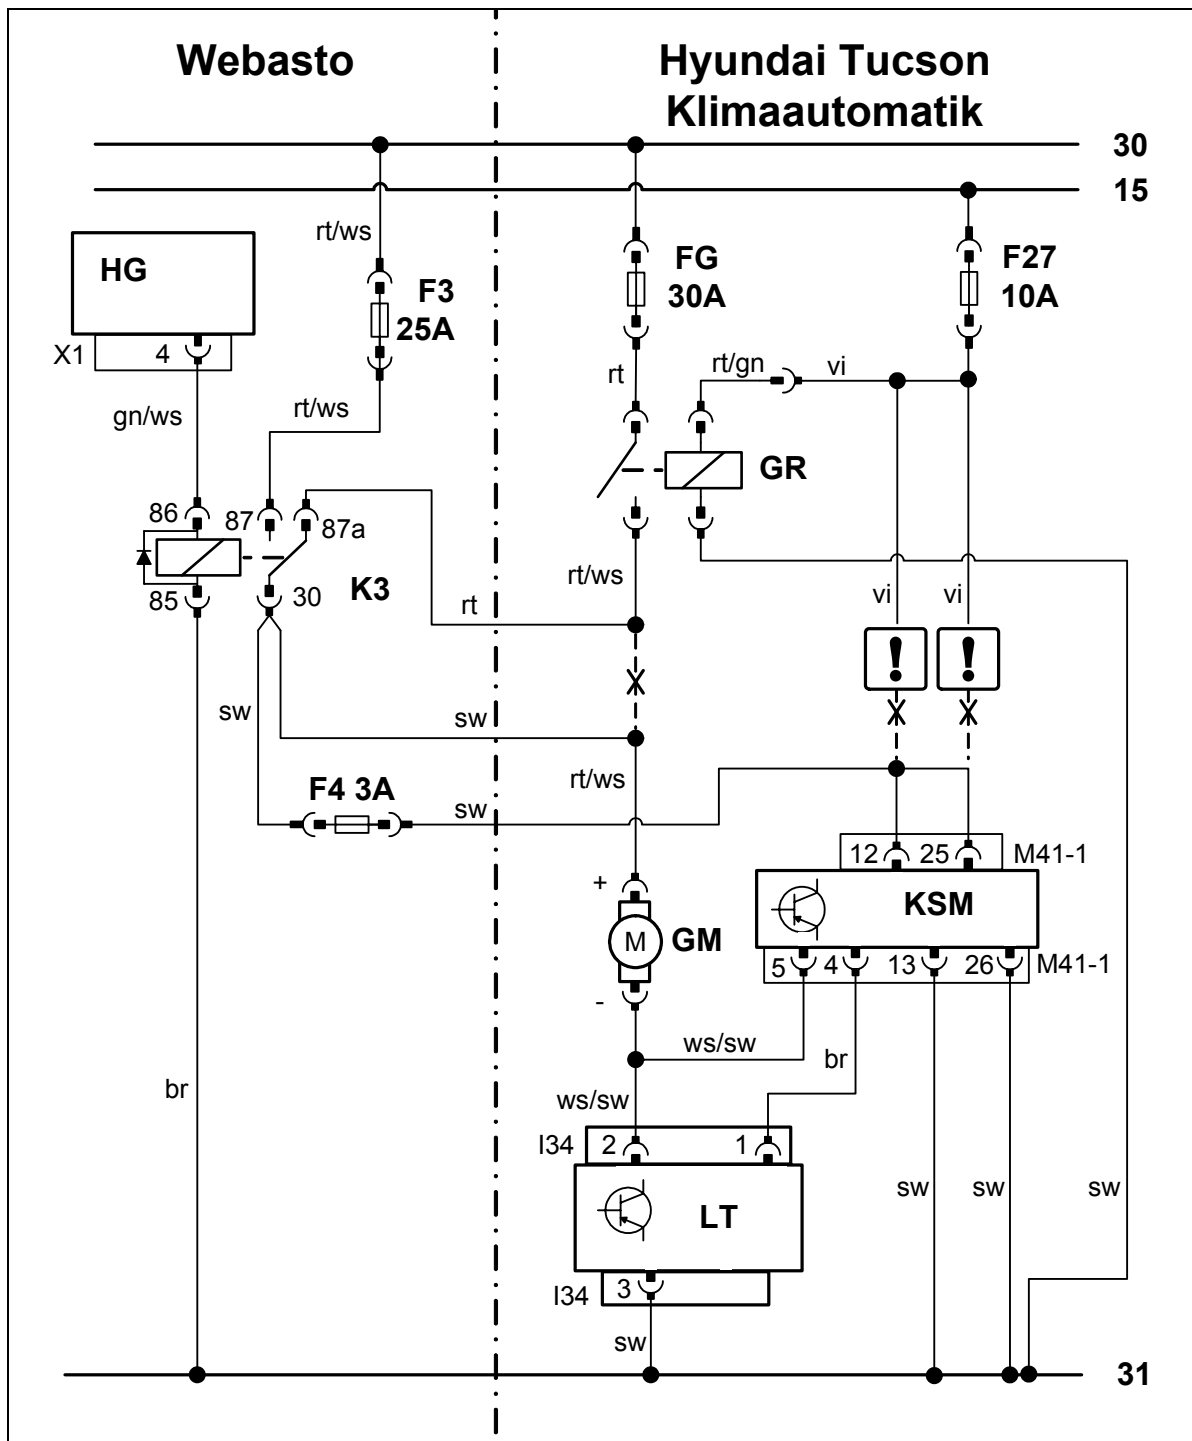 Webasto
Hyundai Tucson
Klimaautomatik
30
15
rt/ws
HG
F3
25A
FG
30A
F27
10A
X1
4
rt
rt/gn
vi
gn/ws
rt/ws
GR
86
87
87a
85
30
K3
rt/ws
rt
vi
vi
!
!
sw
sw
rt/ws
F4 3A
sw
12
25
M41-1
+
KSM
M
GM
5
4
13
26
M41-1
-
ws/sw
br
br
ws/sw
I34
2
1
sw
sw
sw
LT
I34
3
sw
31